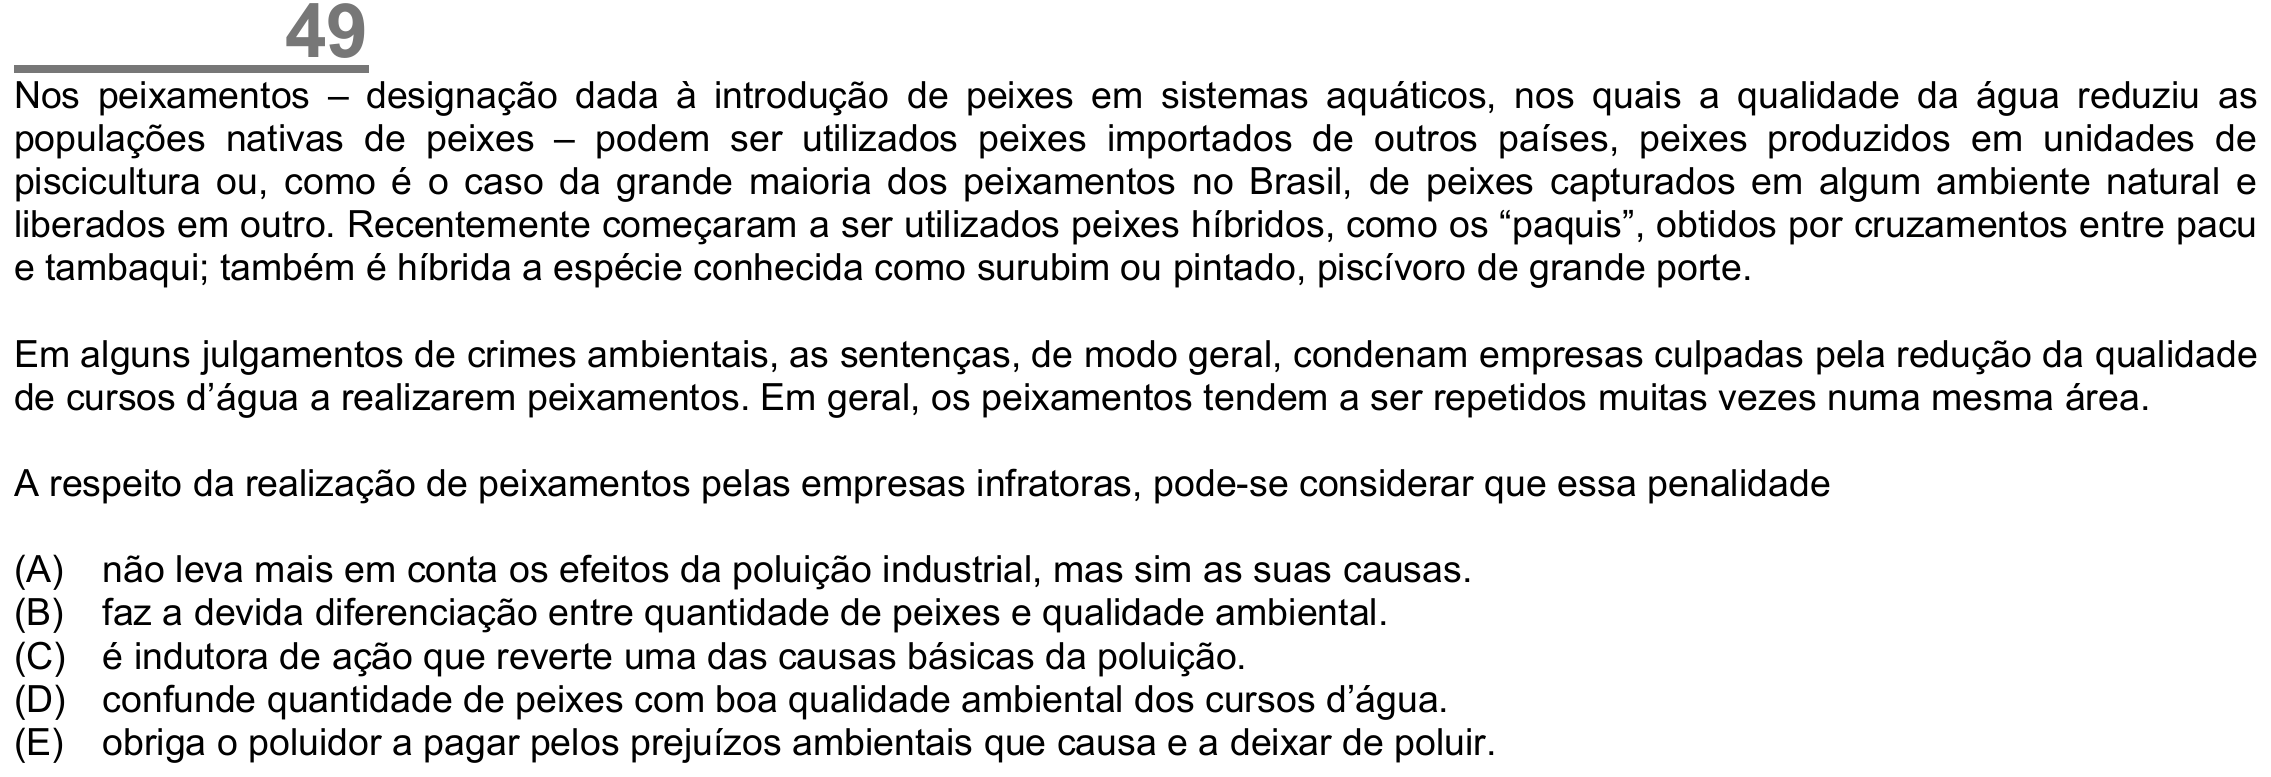 49
Nos peixamentos – designação dada à introdução de peixes em sistemas aquáticos, nos quais a qualidade da água reduziu as
populações nativas de peixes – podem ser utilizados peixes importados de outros países, peixes produzidos em unidades de
piscicultura ou, como é o caso da grande maioria dos peixamentos no Brasil, de peixes capturados em algum ambiente natural e
liberados em outro. Recentemente começaram a ser utilizados peixes híbridos, como os “paquis”, obtidos por cruzamentos entre pacu
e tambaqui; também é híbrida a espécie conhecida como surubim ou pintado, piscívoro de grande porte.
Em alguns julgamentos de crimes ambientais, as sentenças, de modo geral, condenam empresas culpadas pela redução da qualidade
de cursos d’água a realizarem peixamentos. Em geral, os peixamentos tendem a ser repetidos muitas vezes numa mesma área.
A respeito da realização de peixamentos pelas empresas infratoras, pode-se considerar que essa penalidade
(A) não leva mais em conta os efeitos da poluição industrial, mas sim as suas causas.
(B) faz a devida diferenciação entre quantidade de peixes e qualidade ambiental.
(C) é indutora de ação que reverte uma das causas básicas da poluição.
(D) confunde quantidade de peixes com boa qualidade ambiental dos cursos d’água.
(E) obriga o poluidor a pagar pelos prejuízos ambientais que causa e a deixar de poluir.